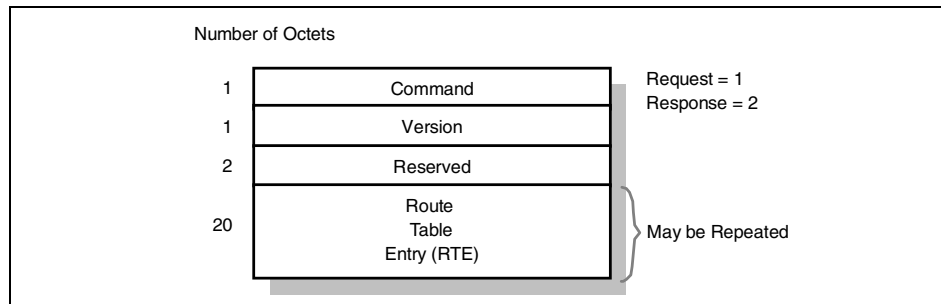 Number of Octets
1
Command
Request = 1
Response = 2
1
Version
2
Reserved
20
Route
Table
Entry (RTE)
May be Repeated